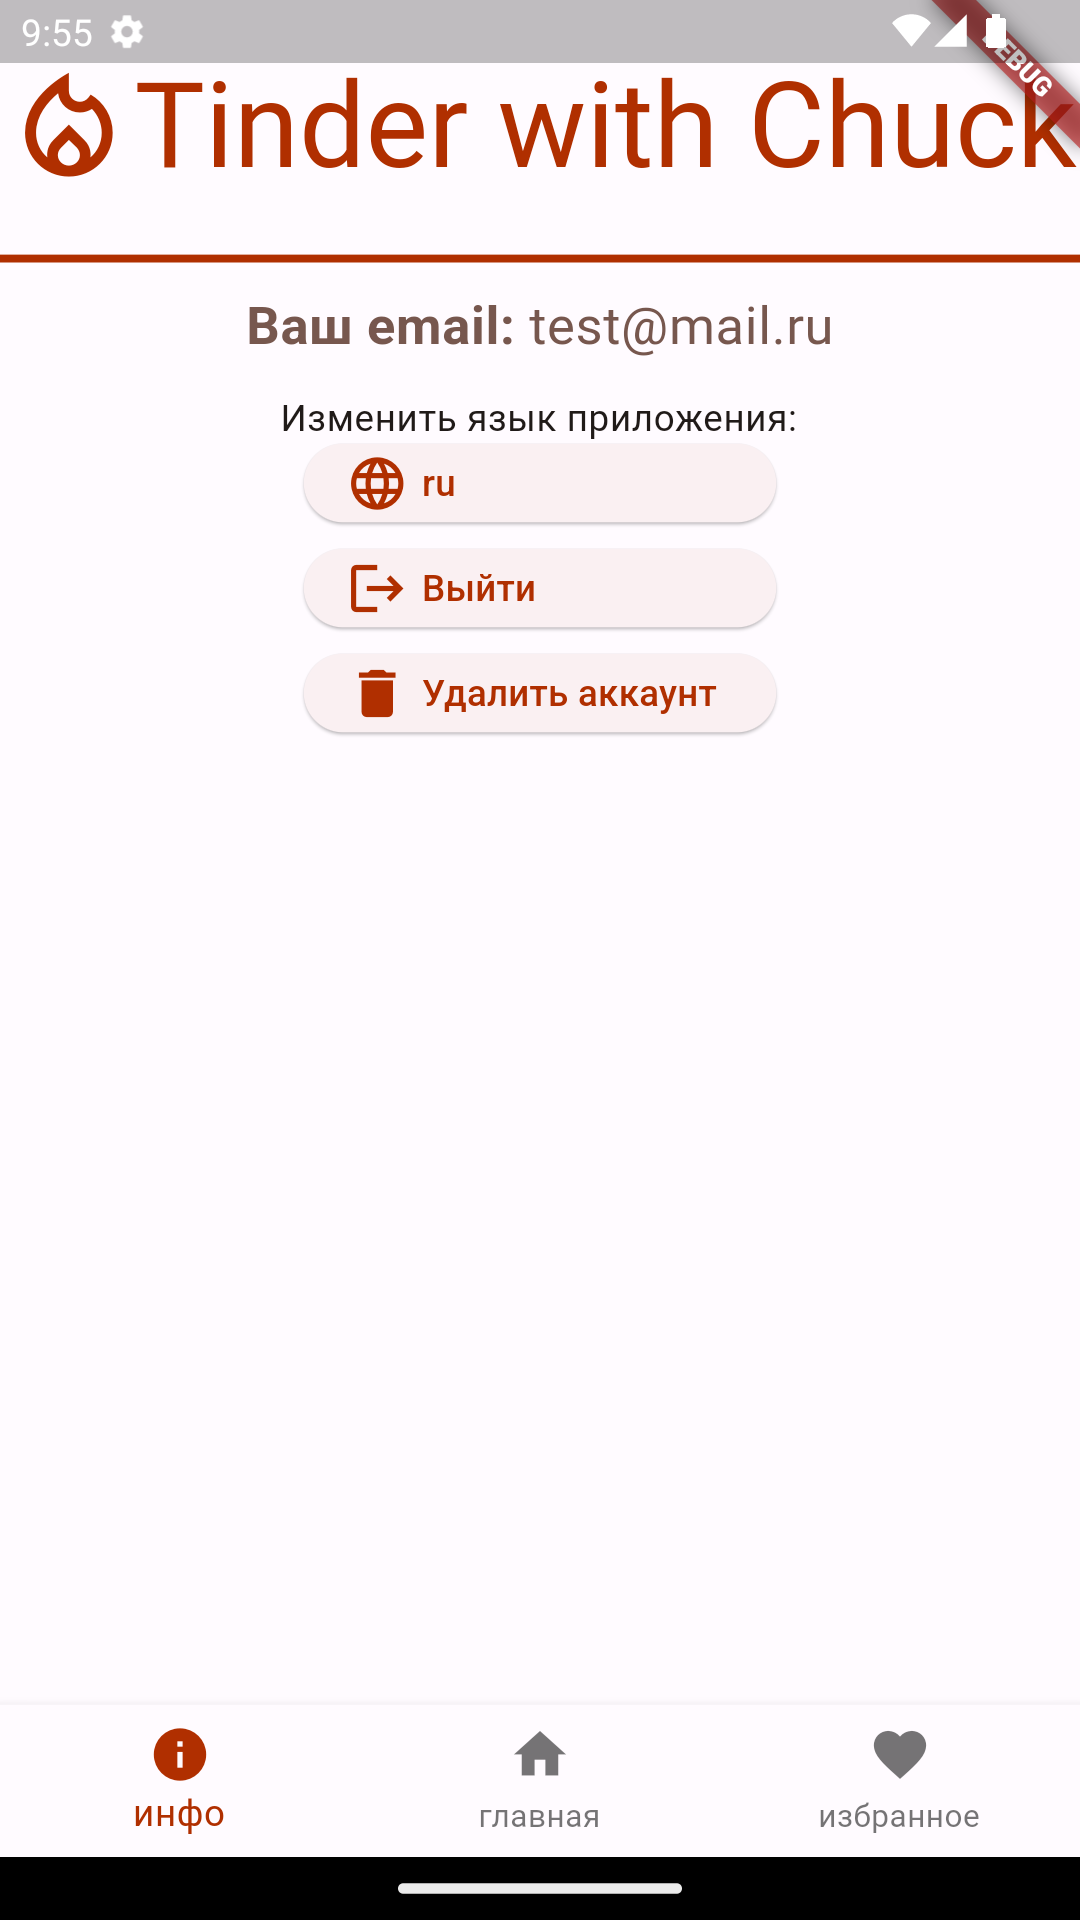 9:55
DEBUG
Tinder with Chuck
Ваш email: test@mail.ru
Изменить язык приложения:
ru
Выйти
Удалить аккаунт
инфо
главная
избранное